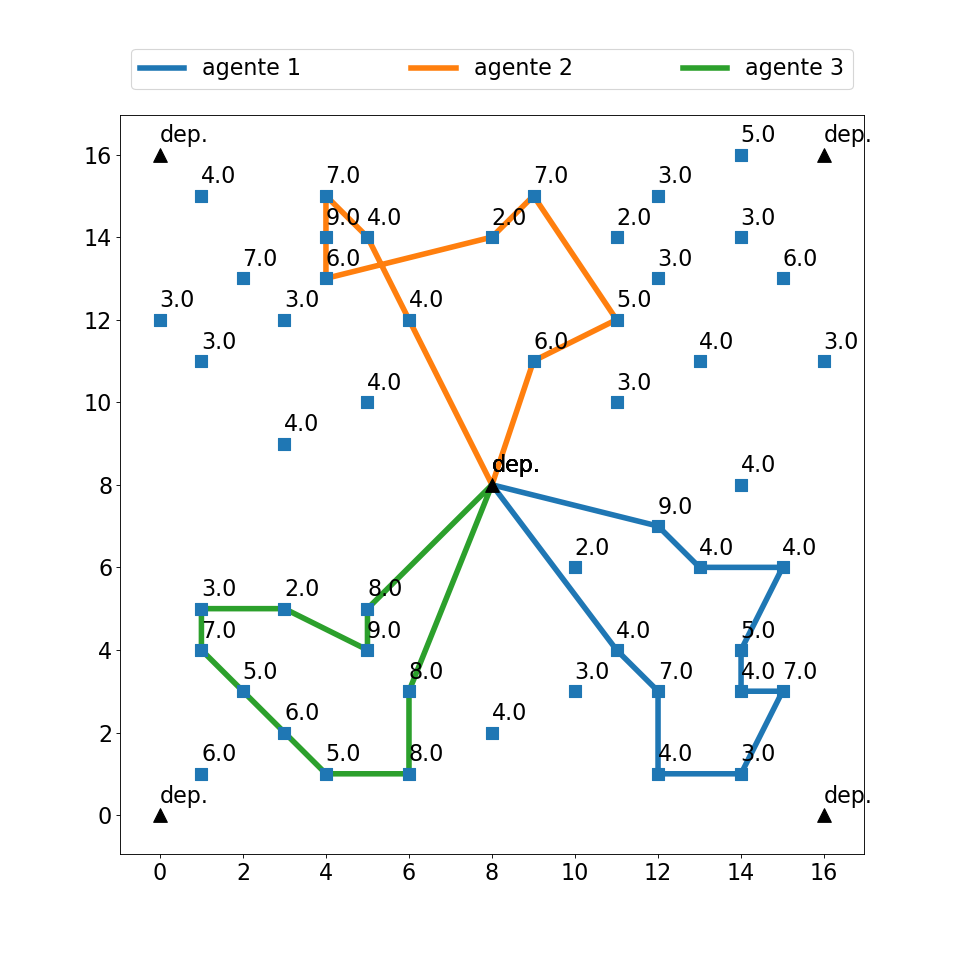 agente 1 agente 2 agente 3
dep. 5.0 dep.
16
4.0 7.0 7.0 3.0
9.0 4.0 2.0 2.0 3.0
14
7.0 6.0 3.0 6.0
3.0 3.0 4.0 5.0
12
3.0 6.0 4.0 3.0
4.0 3.0
10
4.0
dep. 4.0
8
9.0
2.0 4.0 4.0
6
3.0 2.0 8.0
7.0 9.0 4.0 5.0
4
5.0 8.0 3.0 7.0 4.0 7.0
6.0 4.0
2
6.0 5.0 8.0 4.0 3.0
dep. dep.
0
0 2 4 6 8 10 12 14 16